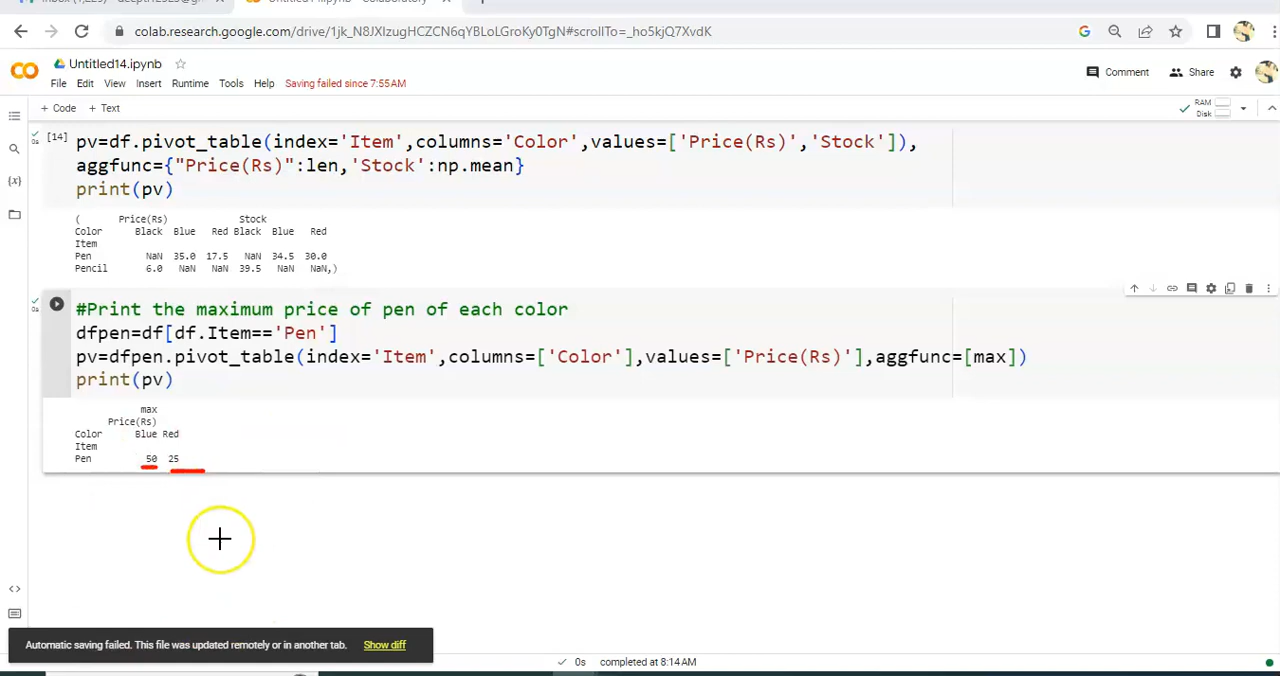 colab.research.google.com/drive/1jk_N8JXIzugHCZCN6qYBLoLGroKy0TgN#scrollTo=_ho5kjQ7XvdK
Untitled14.ipynb
Comment
Share
File Edit View Insert Runtime Tools Help Saving failed since 7:55AM
+ Code + Text
RAM
Disk
[14]
0s
pv=df.pivot_table(index='Item',columns='Color',values=['Price(Rs)','Stock']),
aggfunc={"Price(Rs)":len,'Stock':np.mean}
print(pv)
( Price(Rs) Stock
Color Black Blue Red Black Blue Red
Item
Pen NaN 35.0 17.5 NaN 34.5 30.0
Pencil 6.0 NaN NaN 39.5 NaN NaN,)
0s
#Print the maximum price of pen of each color
dfpen=df[df.Item=='Pen']
pv=dfpen.pivot_table(index='Item',columns=['Color'],values=['Price(Rs)'],aggfunc=[max])
print(pv)
max
Price(Rs)
Color Blue Red
Item
Pen 50 25
Automatic saving failed. This file was updated remotely or in another tab. Show diff
0s completed at 8:14AM